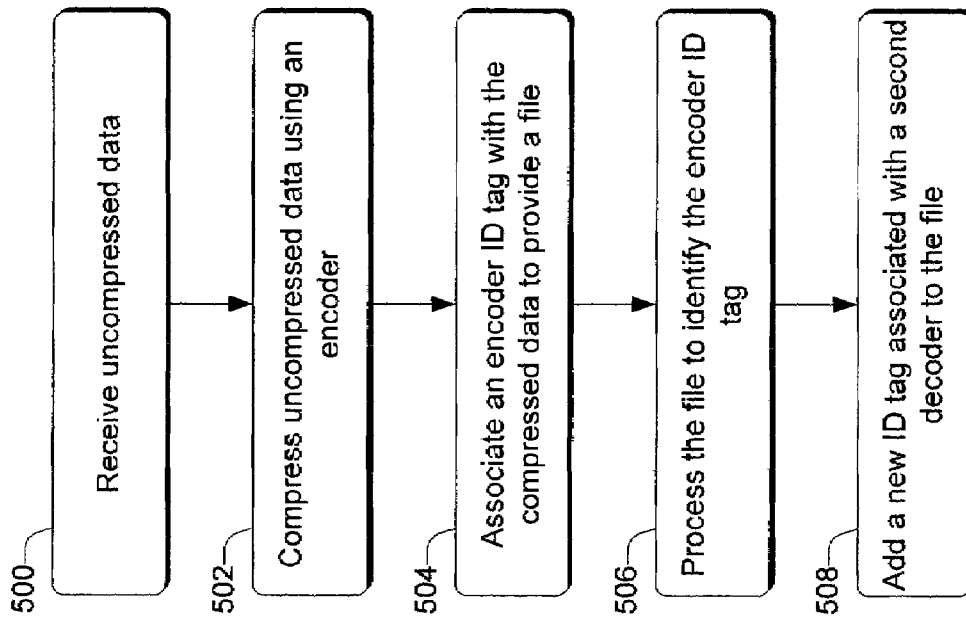 500
Receive uncompressed data
502
Compress uncompressed data using an
encoder
504
Associate an encoder ID tag with the
compressed data to provide a file
506
Process the file to identify the encoder ID
tag
508
Add a new ID tag associated with a second
decoder to the file